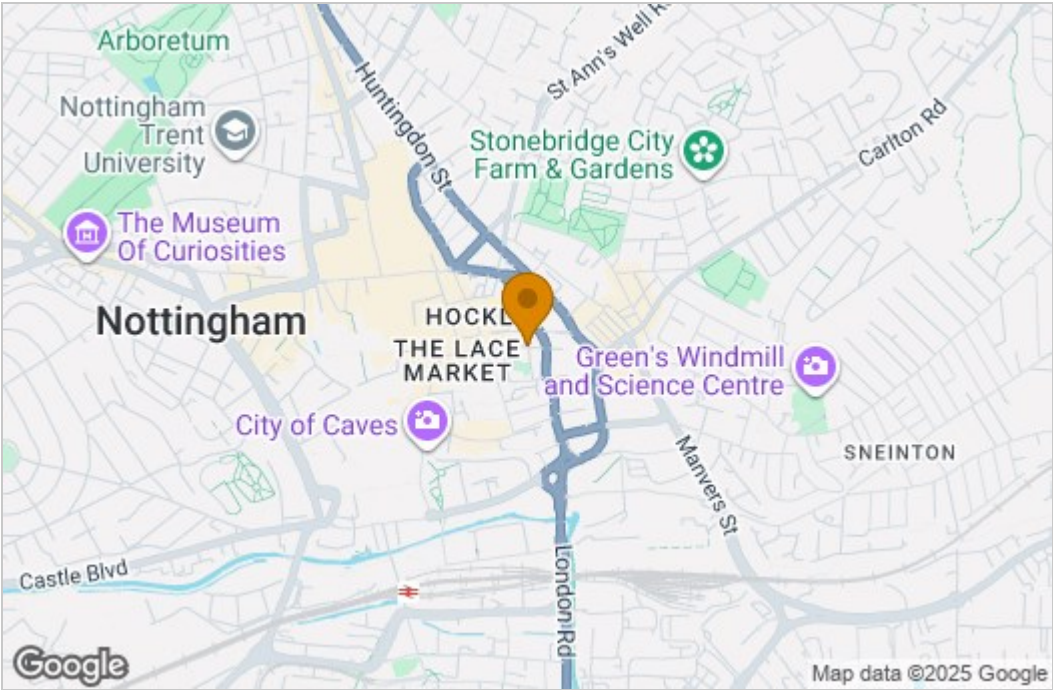 Arboretum
Huntingdon St
St Ann's Well
Nottingham
Trent
University
Stonebridge City
Farm & Gardens
Carlton Rd
The Museum
Of Curiosities
Nottingham
HOCKL
THE LACE
MARKET
Green's Windmill
and Science Centre
City of Caves
SNEINTON
Manvers St
Castle Blvd
London Rd
Google
Map data ©2025 Google